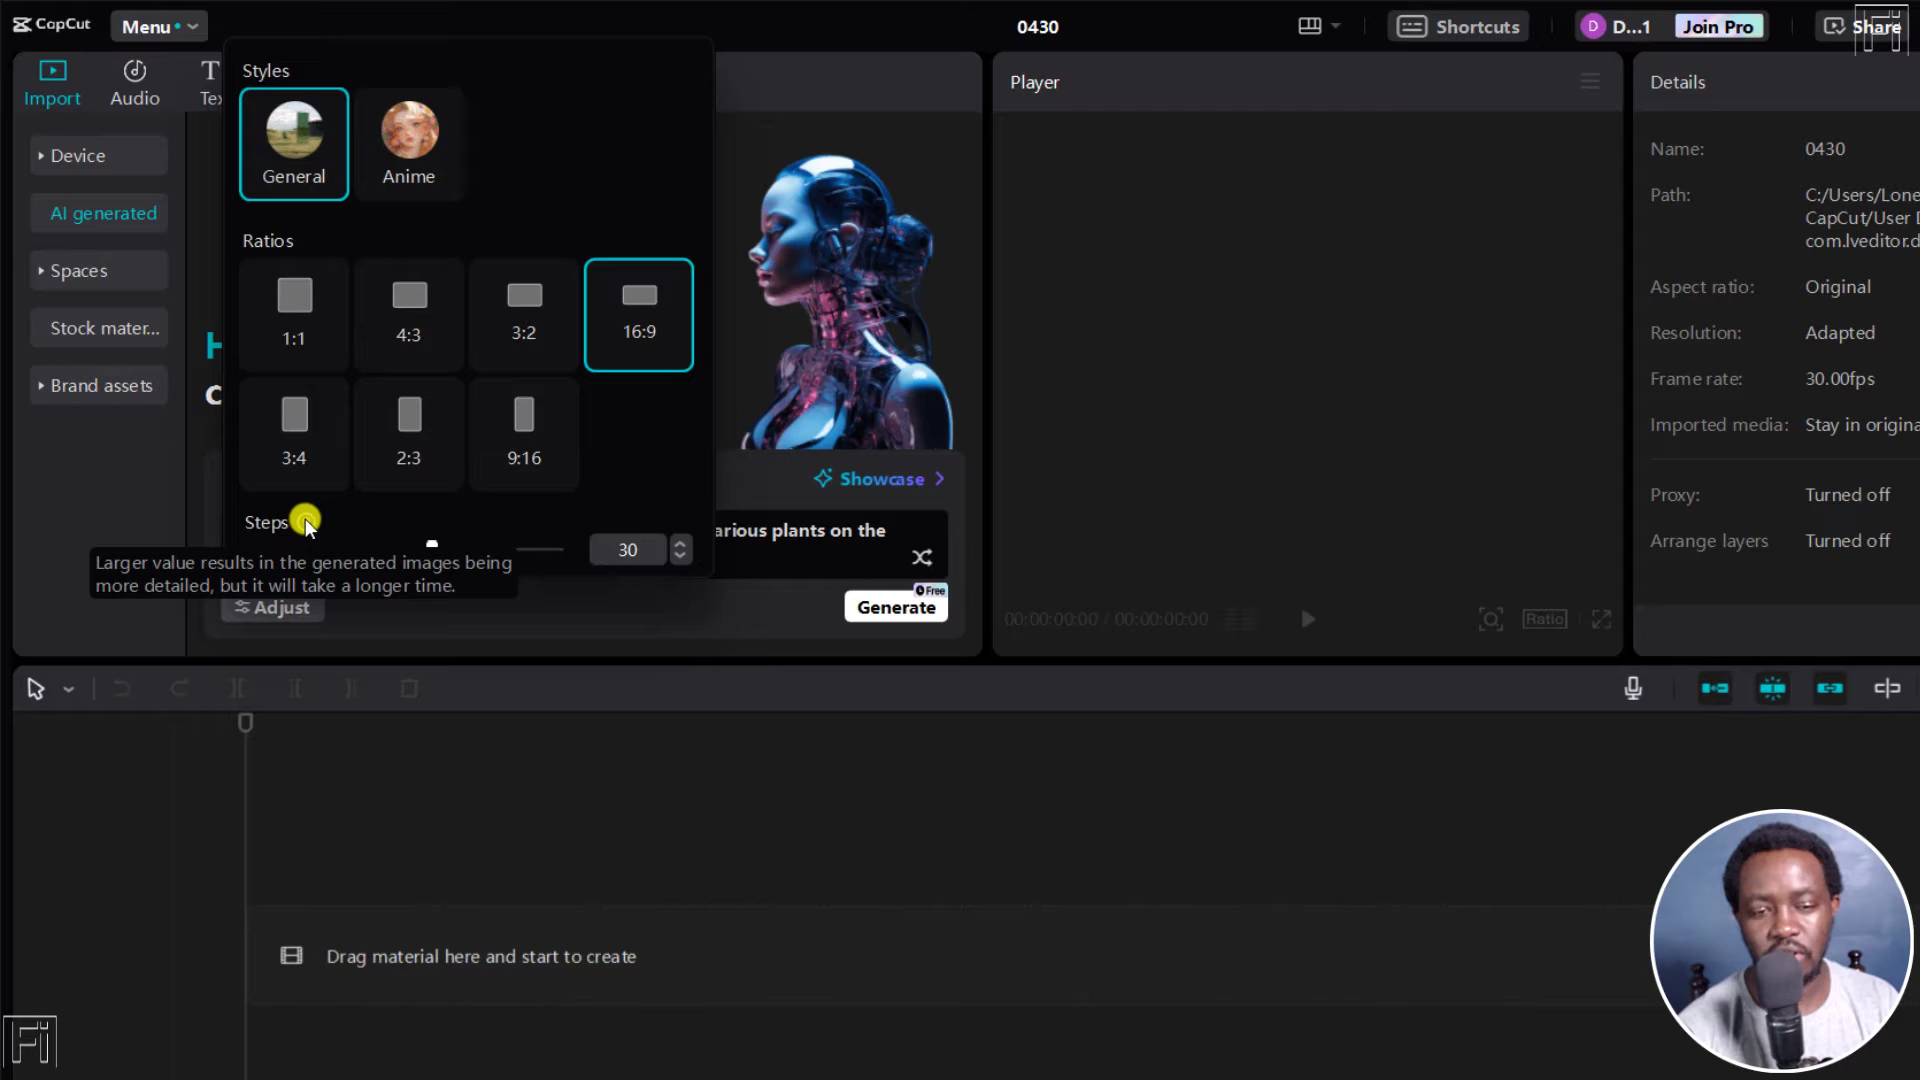 CapCut
Menu
0430
Shortcuts
D
D...1
Join Pro
Share
Fi
Import
Audio
Tex
Device
AI generated
Spaces
Stock mater...
Brand assets
Styles
General
Anime
Ratios
1:1
4:3
3:2
16:9
3:4
2:3
9:16
Steps
30
Larger value results in the generated images being
more detailed, but it will take a longer time.
Adjust
H
C
Showcase
arious plants on the
Free
Generate
Player
00:00:00:00 / 00:00:00:00
Ratio
Details
Name: 0430
Path: C:/Users/Lone
CapCut/User D
com.lveditor.d
Aspect ratio: Original
Resolution: Adapted
Frame rate: 30.00fps
Imported media: Stay in origina
Proxy: Turned off
Arrange layers Turned off
Drag material here and start to create
Fi